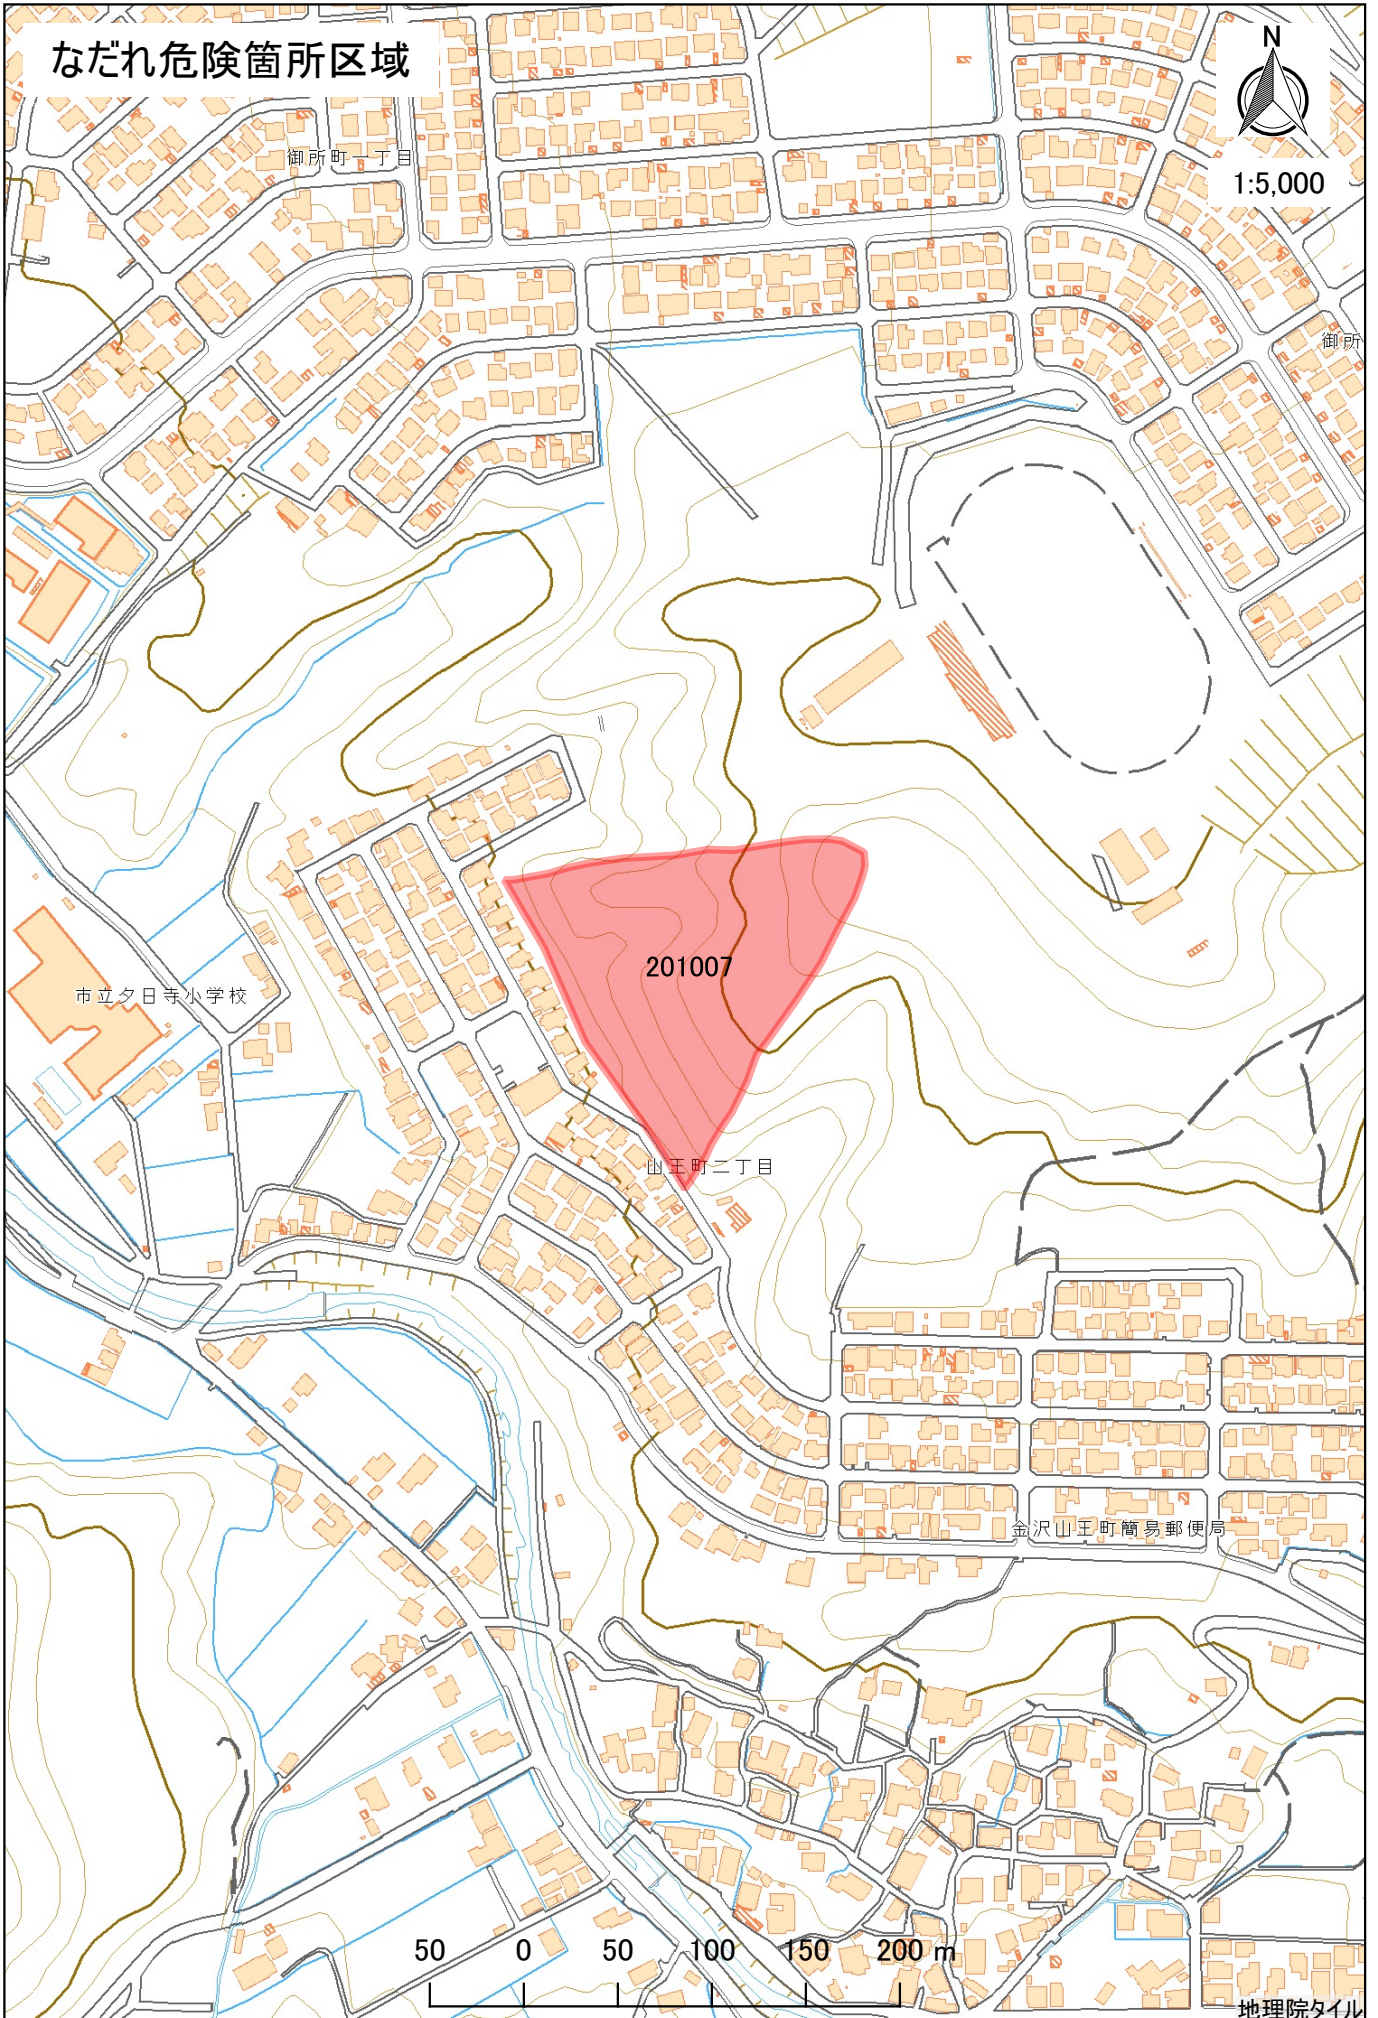 なだれ危険箇所区域
N
1:5,000
御所町一丁目
御所
201007
市立夕日寺小学校
山王町二丁目
金沢山王町簡易郵便局
50 0 50 100 150 200 m
地理院タイル